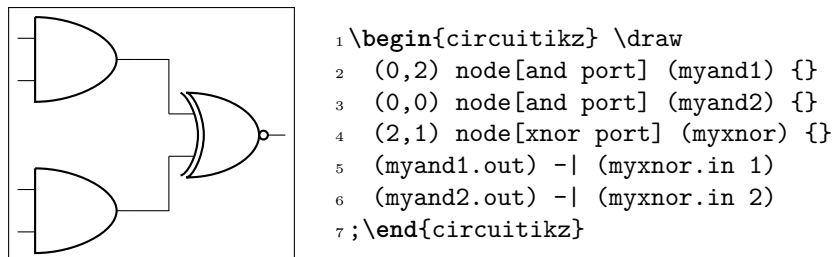 1 \begin{circuitikz} \draw
2 (0,2) node[and port] (myand1) {}
3 (0,0) node[and port] (myand2) {}
4 (2,1) node[xnor port] (myxnor) {}
5 (myand1.out) -| (myxnor.in 1)
6 (myand2.out) -| (myxnor.in 2)
7 ;\end{circuitikz}